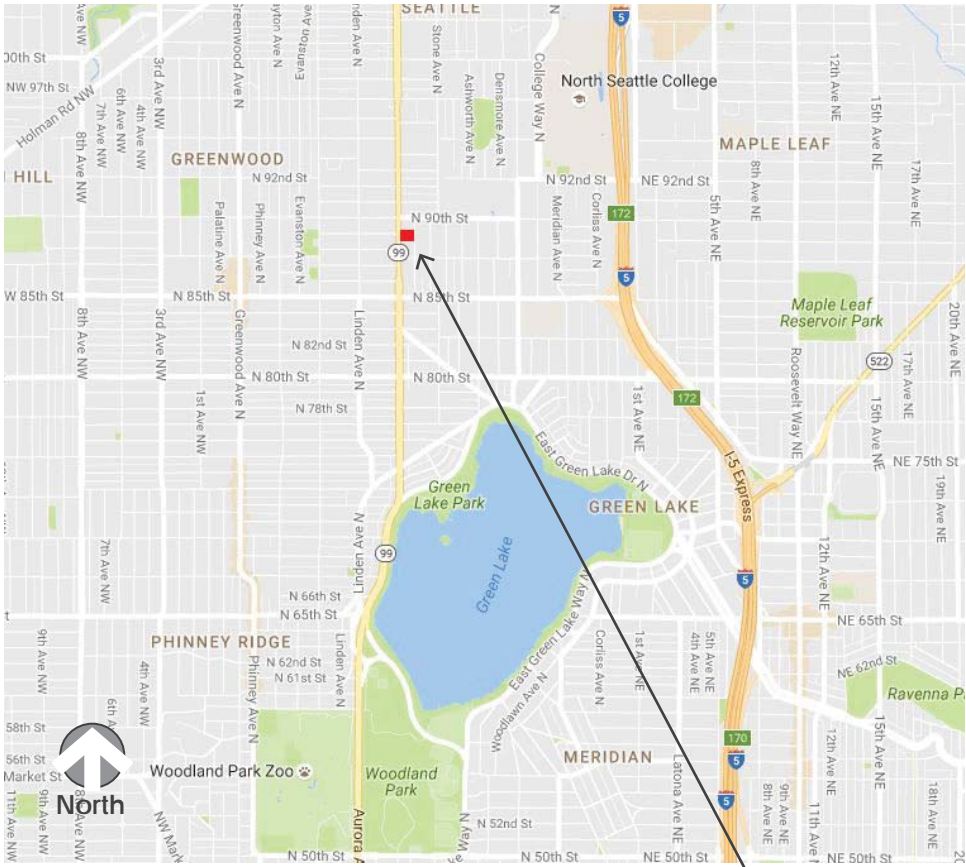 SEATTLE
5
Ave NW
3rd Ave NW
Greenwood Ave N
Dayton Ave N
Evanston Ave N
Linden Ave N
Stone Ave N
Ashworth Ave N
Densmore Ave N
College Way N
North Seattle College
12th Ave NE
15th Ave NE
17th Ave NE
00th St
NW 97th St
Holman Rd NW
8th Ave NW
7th Ave NW
6th Ave NW
4th Ave NW
GREENWOOD
MAPLE LEAF
8th Ave NE
HILL
N 92nd St
N 92nd St
NE 92nd St
5th Ave NE
Palatine Ave N
Phinney Ave N
Evanston Ave N
N 90th St
Meridian Ave N
Corliss Ave N
172
99
5
W 85th St
N 85th St
N 85th St
Maple Leaf
Reservoir Park
20th Ave NE
8th Ave NW
3rd Ave NW
Greenwood Ave N
Linden Ave N
N 82nd St
Roosevelt Way NE
522
17th Ave NE
N 80th St
N 80th St
1st Ave NW
1st Ave NE
172
15th Ave NE
N 78th St
East Green Lake Dr N
I-5 Express
NE 75th St
19th Ave NE
Green
Lake Park
GREEN LAKE
Green Lake
99
Linden Ave N
7th Ave NW
12th Ave NE
5
N 66th St
N 65th St
NE 65th St
PHINNEY RIDGE
9th Ave NW
4th Ave NW
6th A
Phinney Ave N
N 62nd St
N 61st St
Linden Ave N
East Green Lake Way N
Woodlawn Ave N
Corliss Ave N
1st Ave NE
5th Ave NE
4th Ave NE
NE 62nd St
Ravenna P
58th St
56th St
Market St
170
12th Ave NE
15th Ave NE
MERIDIAN
Woodland Park Zoo
Woodland
Park
5
North
11th Ave NW
9th Ave NW
NW Mark
Aurora A
Way N
N 52nd St
Latona Ave NE
5
9th Ave NE
8th Ave NE
11th A
18th Ave NE
N 50th St
N 50th St
NE 50th St
NE 50th St